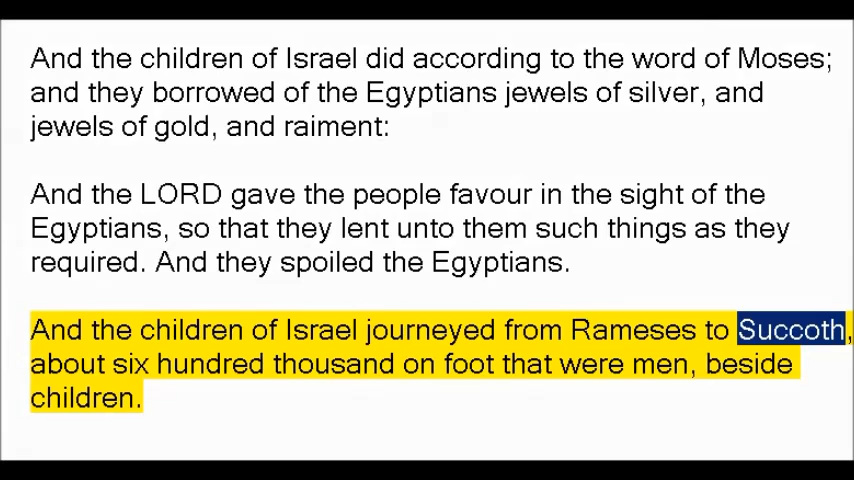 And the children of Israel did according to the word of Moses;
and they borrowed of the Egyptians jewels of silver, and
jewels of gold, and raiment:
And the LORD gave the people favour in the sight of the
Egyptians, so that they lent unto them such things as they
required. And they spoiled the Egyptians.
And the children of Israel journeyed from Rameses to Succoth,
about six hundred thousand on foot that were men, beside
children.